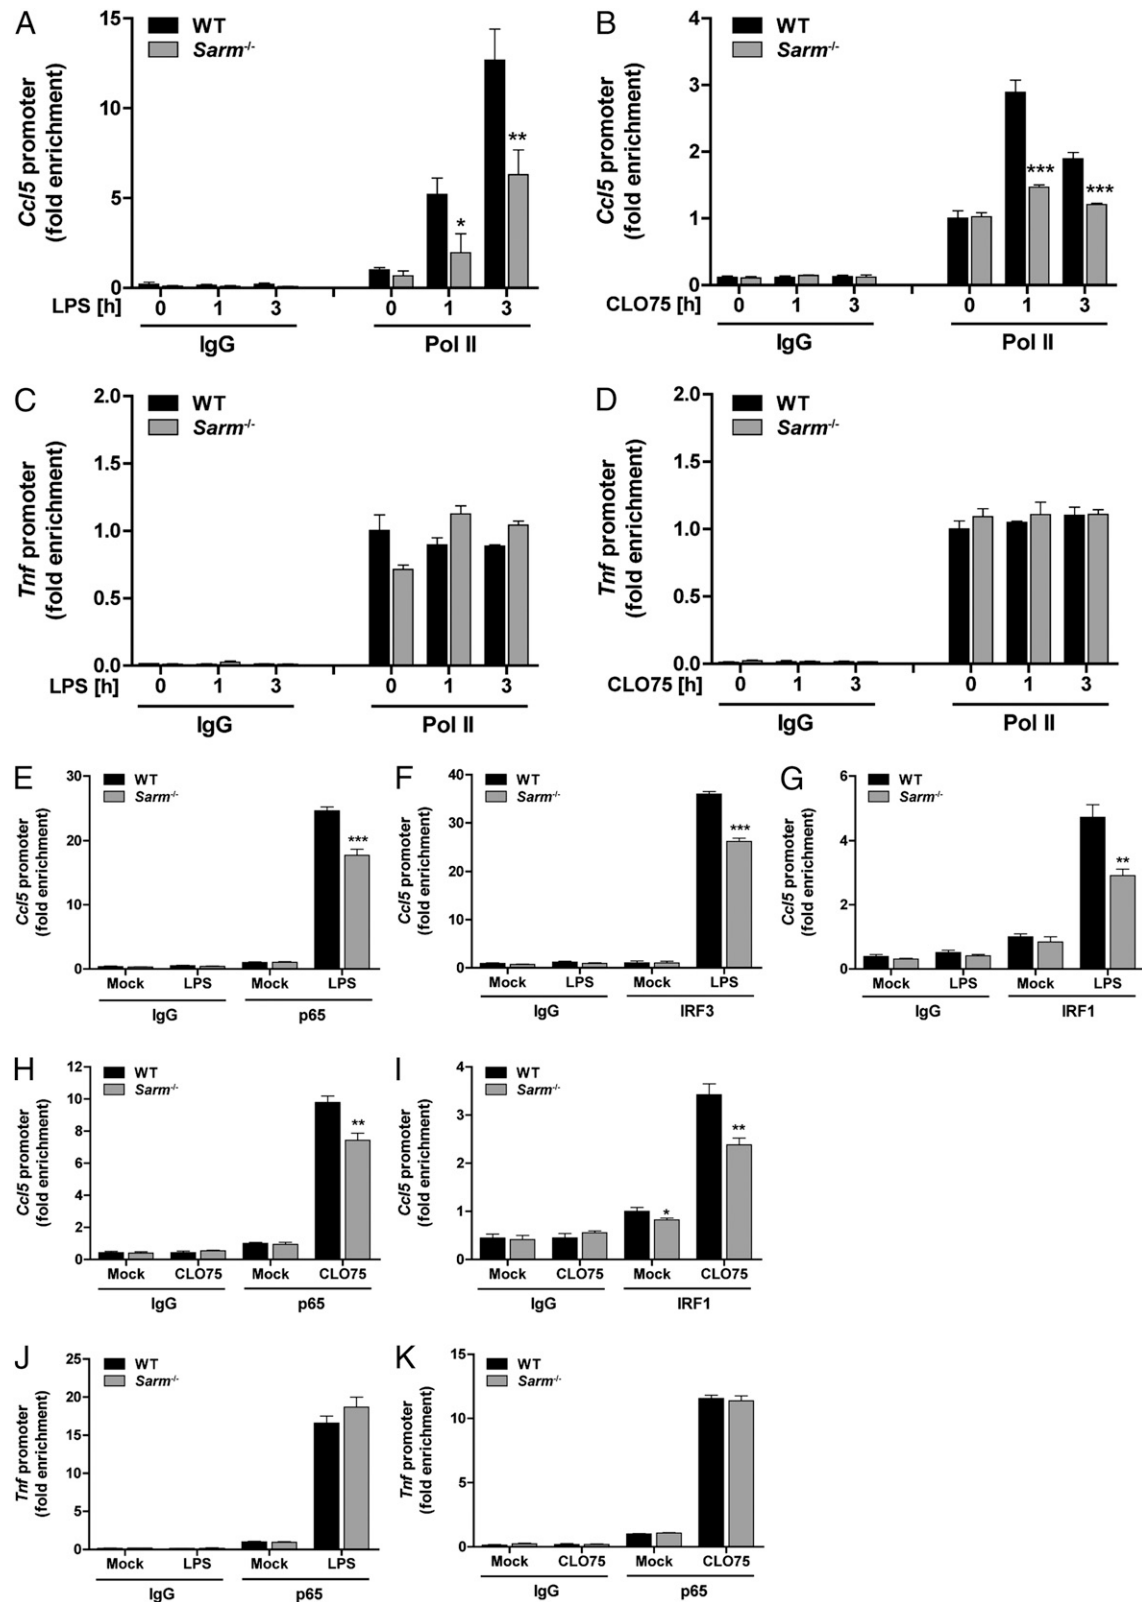 A
Ccl5 promoter
(fold enrichment)
15
10
5
0
WT
Sarm-/-
*
**
LPS [h]
0 1 3 0 1 3
IgG Pol II
B
Ccl5 promoter
(fold enrichment)
4
3
2
1
0
WT
Sarm-/-
***
***
CLO75 [h]
0 1 3 0 1 3
IgG Pol II
C
Tnf promoter
(fold enrichment)
2.0
1.5
1.0
0.5
0.0
WT
Sarm-/-
LPS [h]
0 1 3 0 1 3
IgG Pol II
D
Tnf promoter
(fold enrichment)
2.0
1.5
1.0
0.5
0.0
WT
Sarm-/-
CLO75 [h]
0 1 3 0 1 3
IgG Pol II
E
Ccl5 promoter
(fold enrichment)
30
20
10
0
WT
Sarm-/-
***
Mock LPS Mock LPS
IgG p65
F
Ccl5 promoter
(fold enrichment)
40
30
20
10
0
WT
Sarm-/-
***
Mock LPS Mock LPS
IgG IRF3
G
Ccl5 promoter
(fold enrichment)
6
4
2
0
WT
Sarm-/-
**
Mock LPS Mock LPS
IgG IRF1
H
Ccl5 promoter
(fold enrichment)
12
10
8
6
4
2
0
WT
Sarm-/-
**
Mock CLO75 Mock CLO75
IgG p65
I
Ccl5 promoter
(fold enrichment)
4
3
2
1
0
WT
Sarm-/-
*
**
Mock CLO75 Mock CLO75
IgG IRF1
J
Tnf promoter
(fold enrichment)
25
20
15
10
5
0
WT
Sarm-/-
Mock LPS Mock LPS
IgG p65
K
Tnf promoter
(fold enrichment)
15
10
5
0
WT
Sarm-/-
Mock CLO75 Mock CLO75
IgG p65